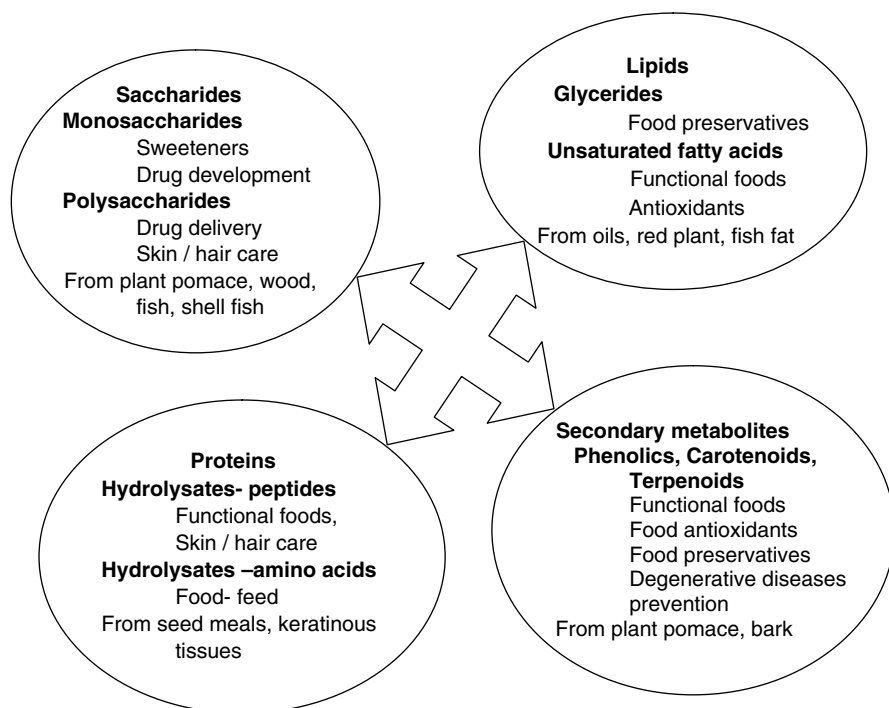 Saccharides
Monosaccharides
Sweeteners
Drug development
Polysaccharides
Drug delivery
Skin / hair care
From plant pomace, wood,
fish, shell fish
Lipids
Glycerides
Food preservatives
Unsaturated fatty acids
Functional foods
Antioxidants
From oils, red plant, fish fat
Proteins
Hydrolysates- peptides
Functional foods,
Skin / hair care
Hydrolysates –amino acids
Food- feed
From seed meals, keratinous
tissues
Secondary metabolites
Phenolics, Carotenoids,
Terpenoids
Functional foods
Food antioxidants
Food preservatives
Degenerative diseases
prevention
From plant pomace, bark